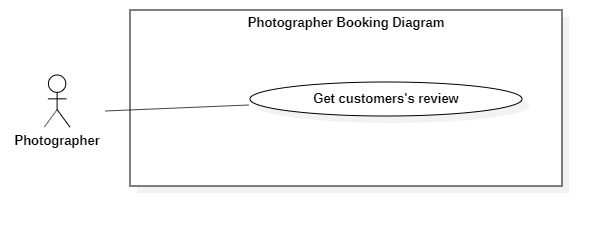 Photographer Booking Diagram
Get customers's review
Photographer